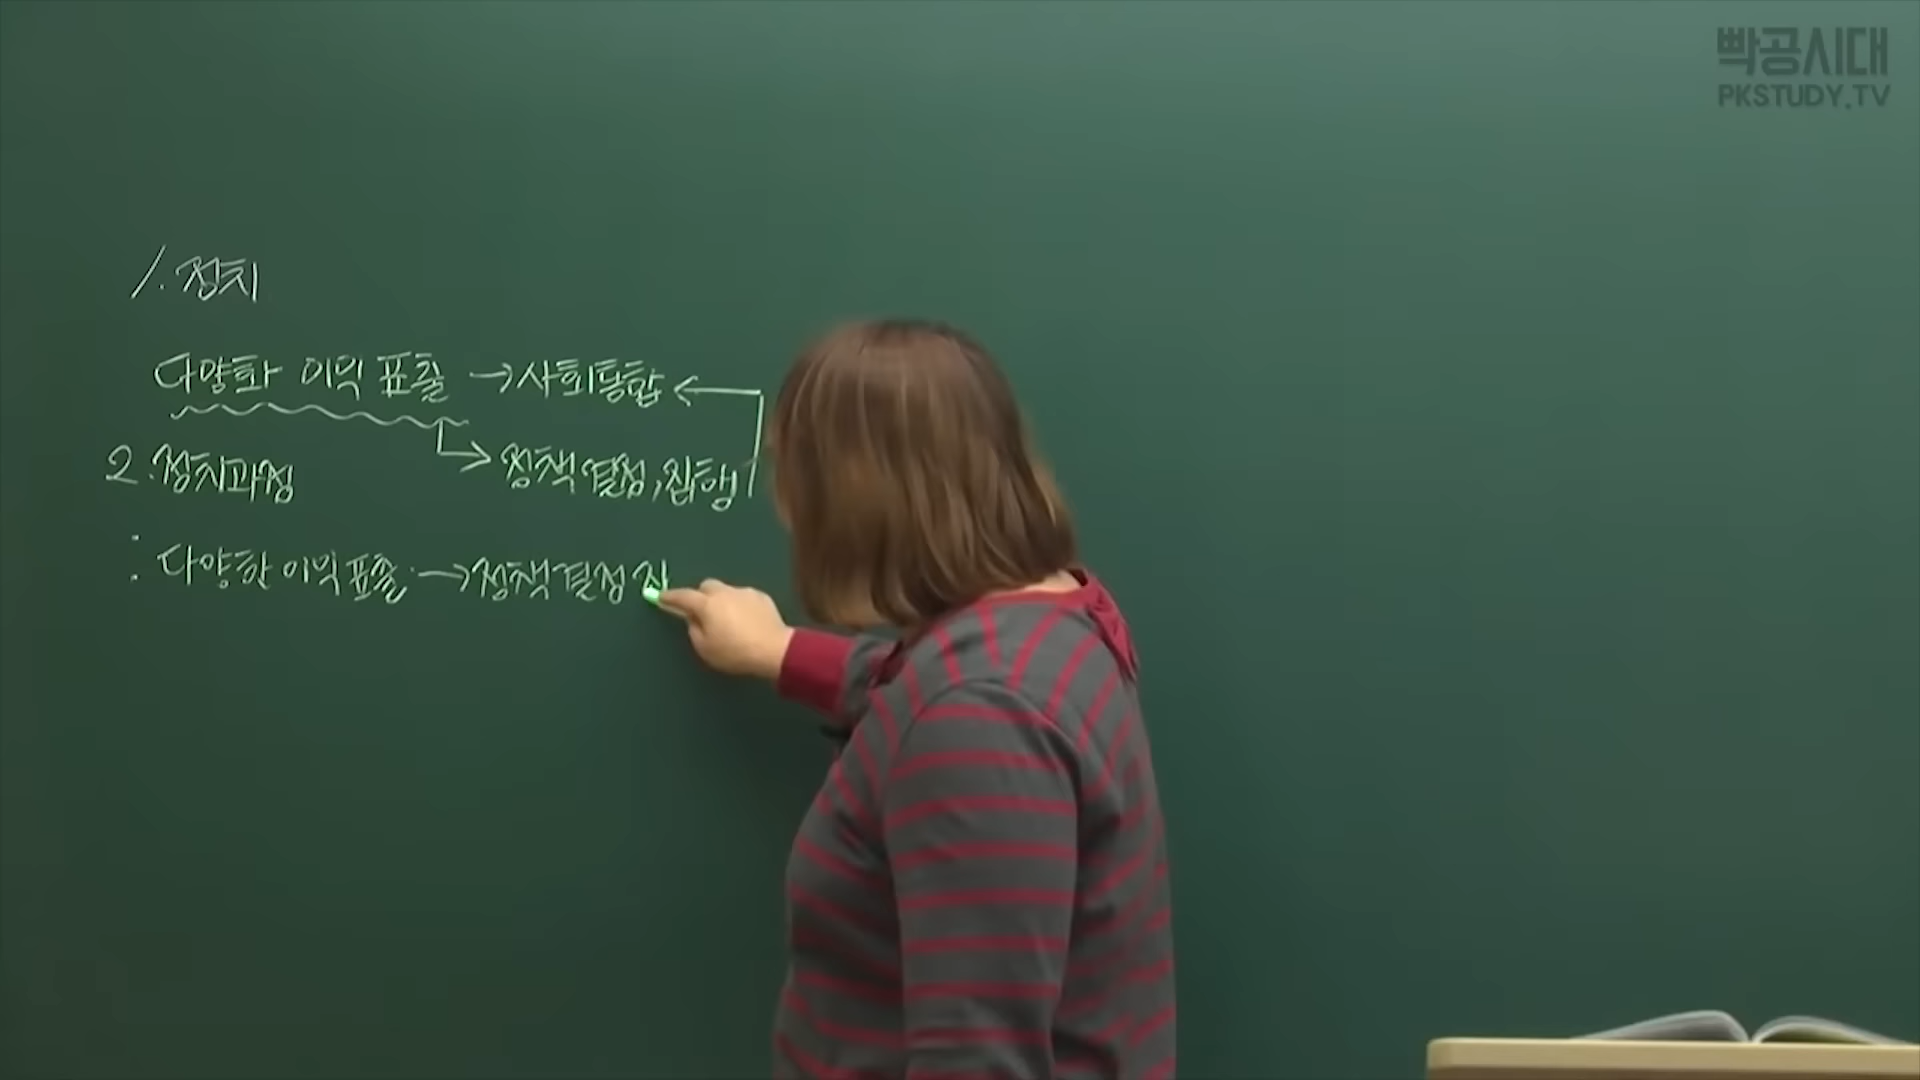 빡공시대
PKSTUDY.TV
1. 정치
다양화 이익 표출 → 사회통합 ←
2. 정치과정 → 정책 결정, 집행
: 다양한 이익 표출 → 정책 결정